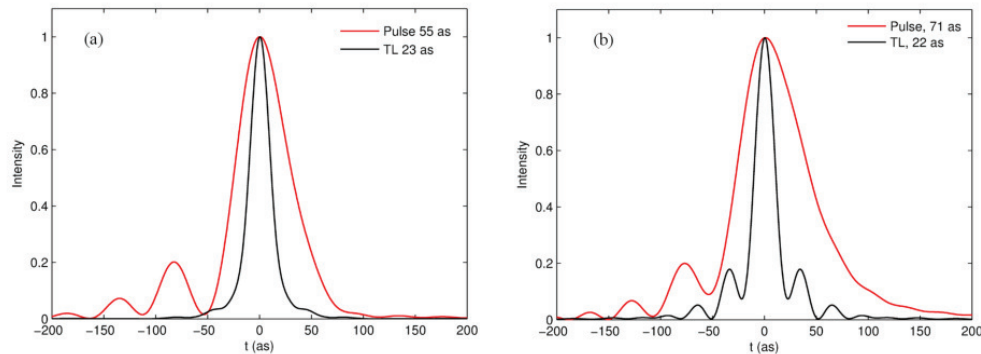 (a)
Pulse 55 as
TL 23 as
Intensity
1
0.8
0.6
0.4
0.2
0
−200 −150 −100 −50 0 50 100 150 200
t (as)
(b)
Pulse, 71 as
TL, 22 as
Intensity
1
0.8
0.6
0.4
0.2
0
−200 −150 −100 −50 0 50 100 150 200
t (as)